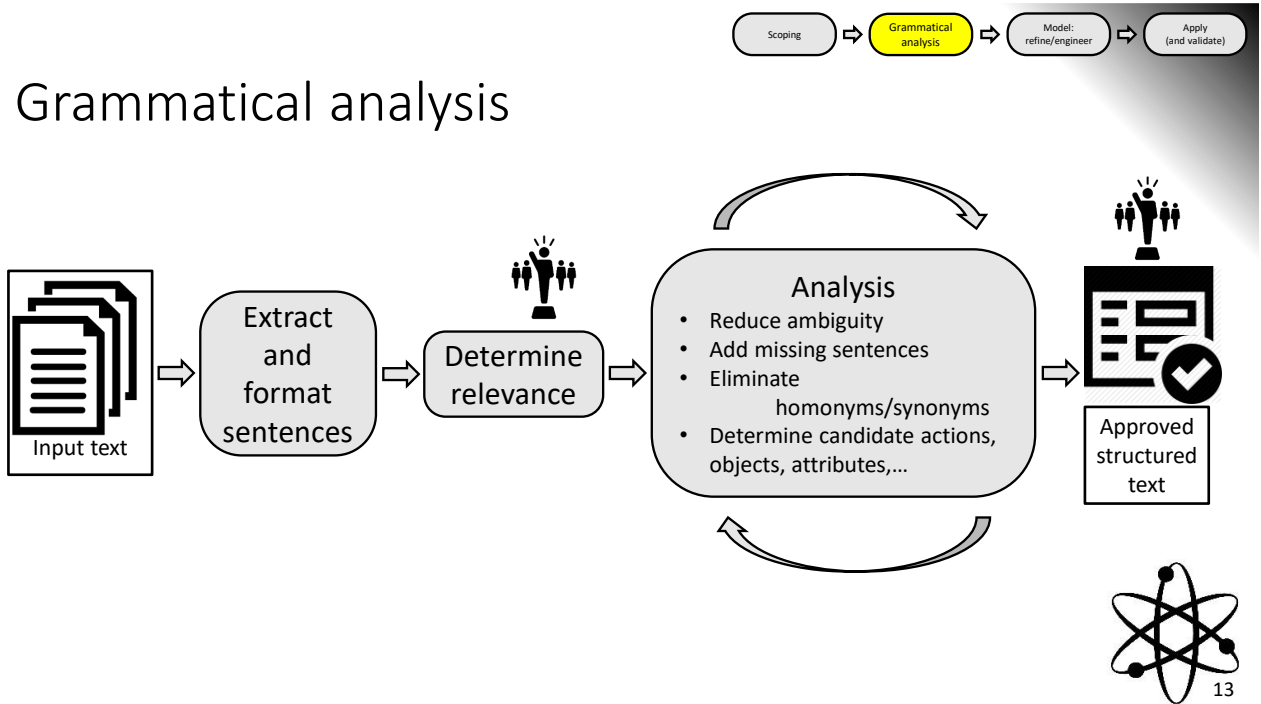 Scoping
Grammatical
analysis
Model:
refine/engineer
Apply
(and validate)
Grammatical analysis
Input text
Extract
and
format
sentences
Determine
relevance
Analysis
• Reduce ambiguity
• Add missing sentences
• Eliminate
homonyms/synonyms
• Determine candidate actions,
objects, attributes,...
Approved
structured
text
13